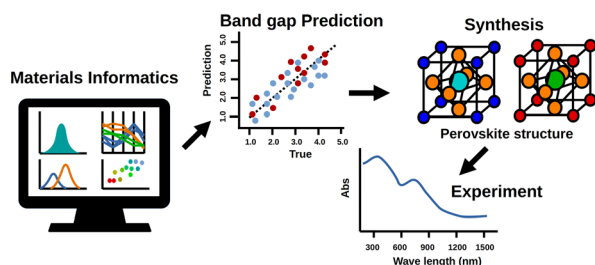 Materials Informatics
Band gap Prediction
Prediction
5.0
4.0
3.0
2.0
1.0
1.0 2.0 3.0 4.0 5.0
True
Synthesis
Perovskite structure
Experiment
Abs
300 600 900 1200 1500
Wave length (nm)